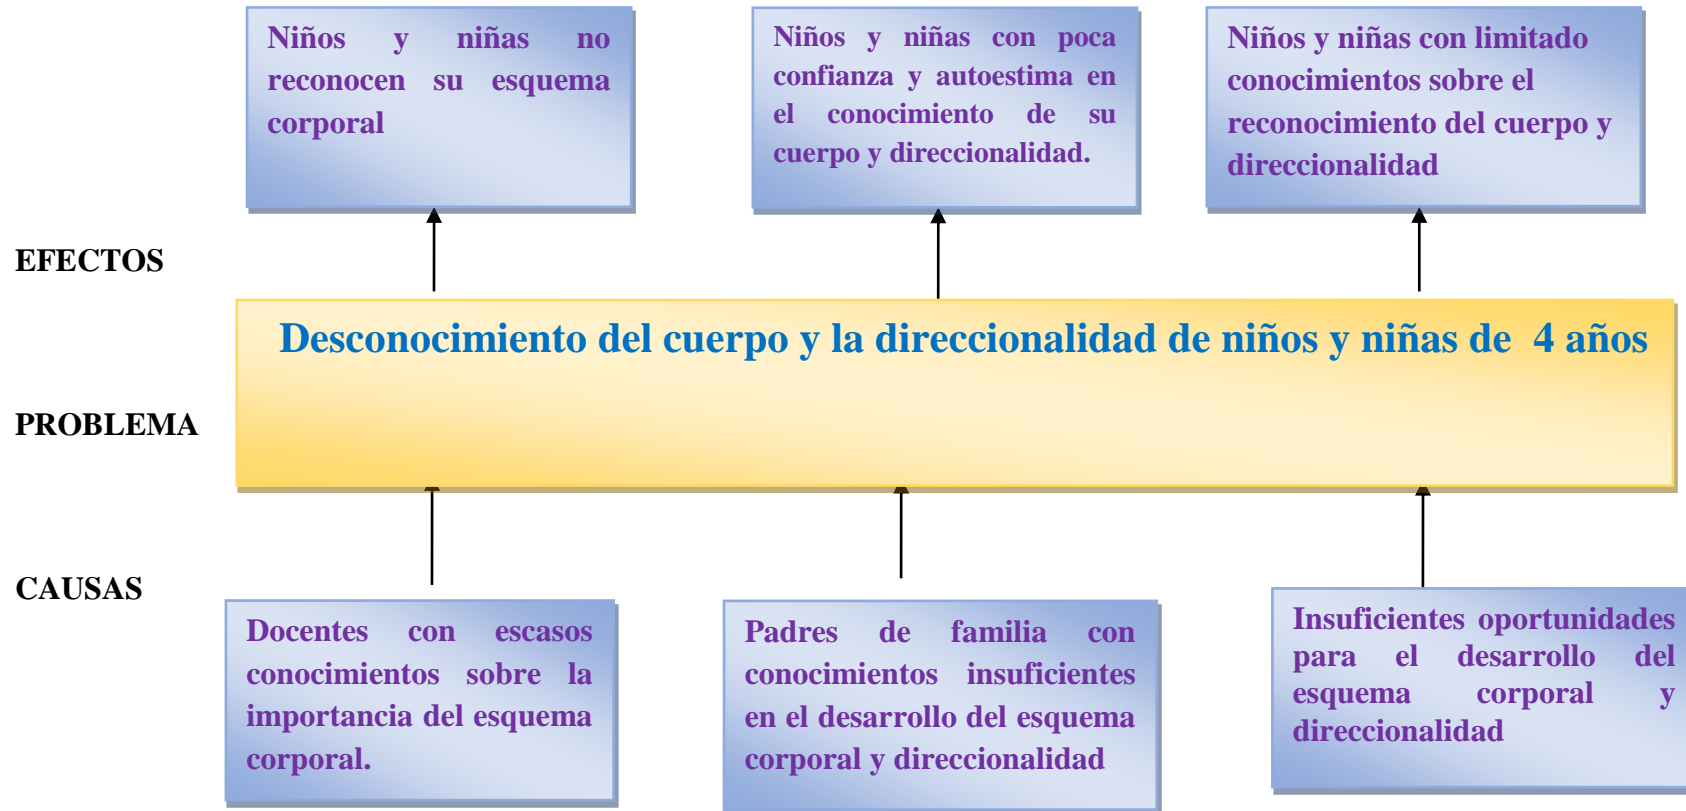 Niños y niñas no
reconocen su esquema
corporal
Niños y niñas con poca
confianza y autoestima en
el conocimiento de su
cuerpo y direccionalidad.
Niños y niñas con limitado
conocimientos sobre el
reconocimiento del cuerpo y
direccionalidad
EFECTOS
Desconocimiento del cuerpo y la direccionalidad de niños y niñas de 4 años
PROBLEMA
CAUSAS
Docentes con escasos
conocimientos sobre la
importancia del esquema
corporal.
Padres de familia con
conocimientos insuficientes
en el desarrollo del esquema
corporal y direccionalidad
Insuficientes oportunidades
para el desarrollo del
esquema corporal y
direccionalidad